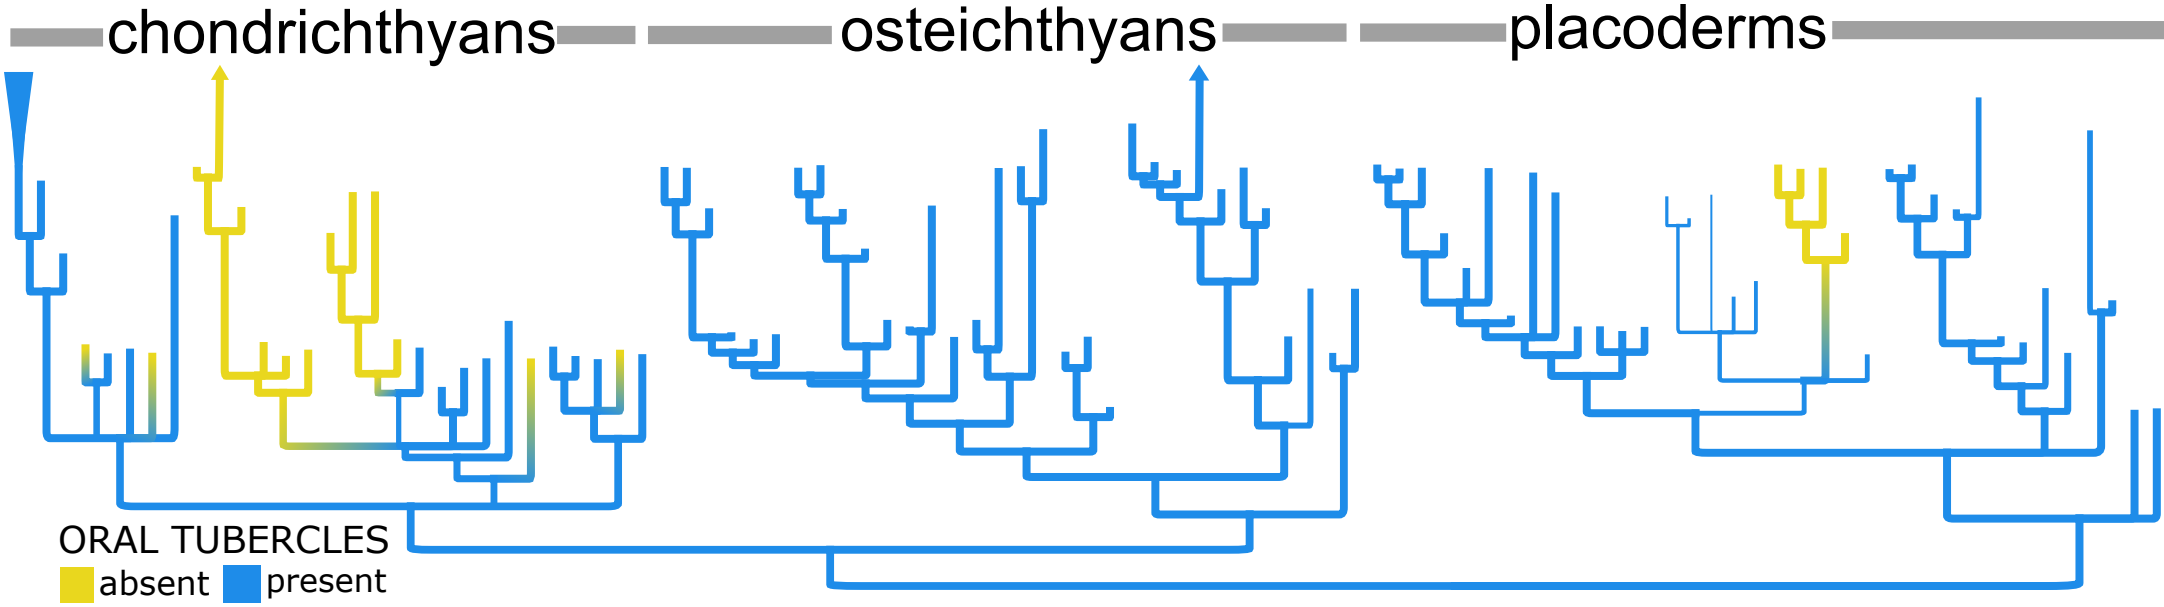 chondrichthyans osteichthyans placoderms
ORAL TUBERCLES
absent present